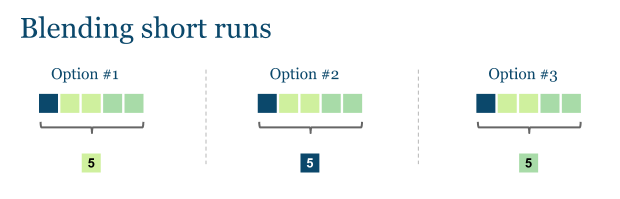 Blending short runs
Option #1
Option #2
Option #3
5
5
5